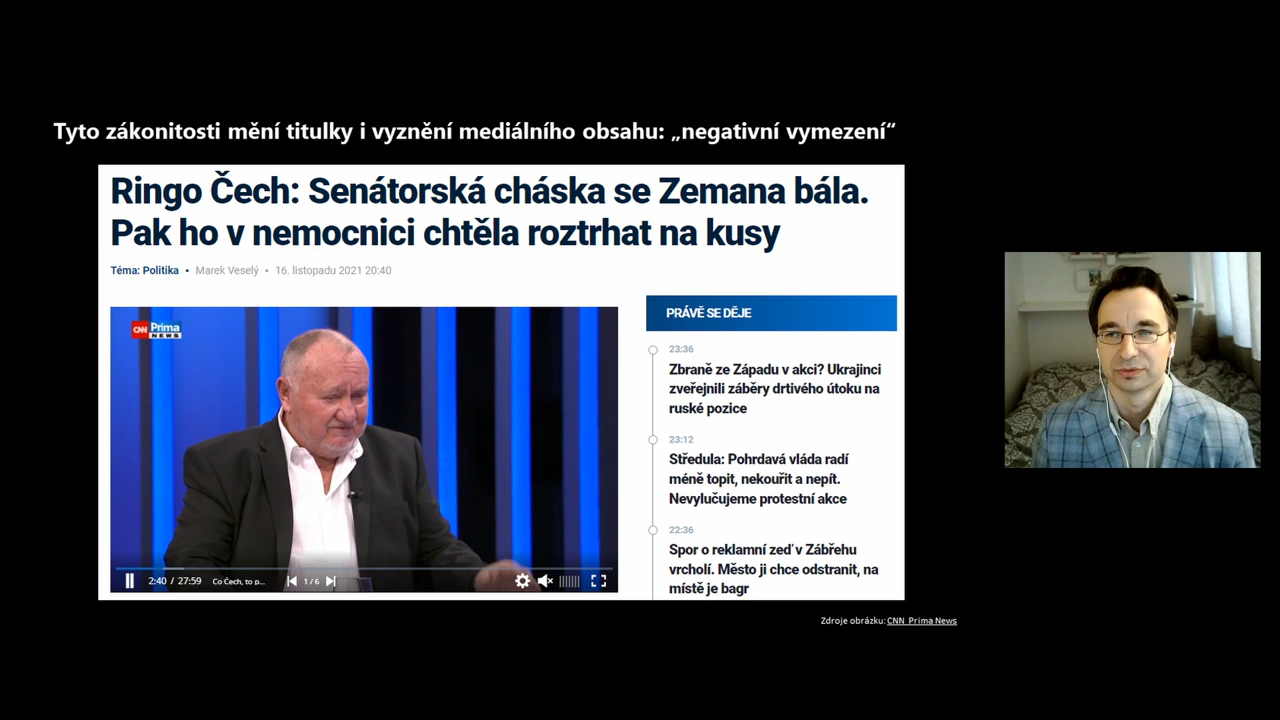 Tyto zákonitosti mění titulky i vyznění mediálního obsahu: „negativní vymezení“
Ringo Čech: Senátorská cháska se Zemana bála.
Pak ho v nemocnici chtěla roztrhat na kusy
Téma: Politika • Marek Veselý • 16. listopadu 2021 20:40
CNN Prima
NEWS
2:40 / 27:59 Co Čech, to p... 1 / 6
PRÁVĚ SE DĚJE
23:36
Zbraně ze Západu v akci? Ukrajinci
zveřejnili záběry drtivého útoku na
ruské pozice
23:12
Středula: Pohrdavá vláda radí
méně topit, nekouřit a nepít.
Nevylučujeme protestní akce
22:36
Spor o reklamní zeď v Zábřehu
vrcholí. Město ji chce odstranit, na
místě je bagr
Zdroje obrázku: CNN Prima News